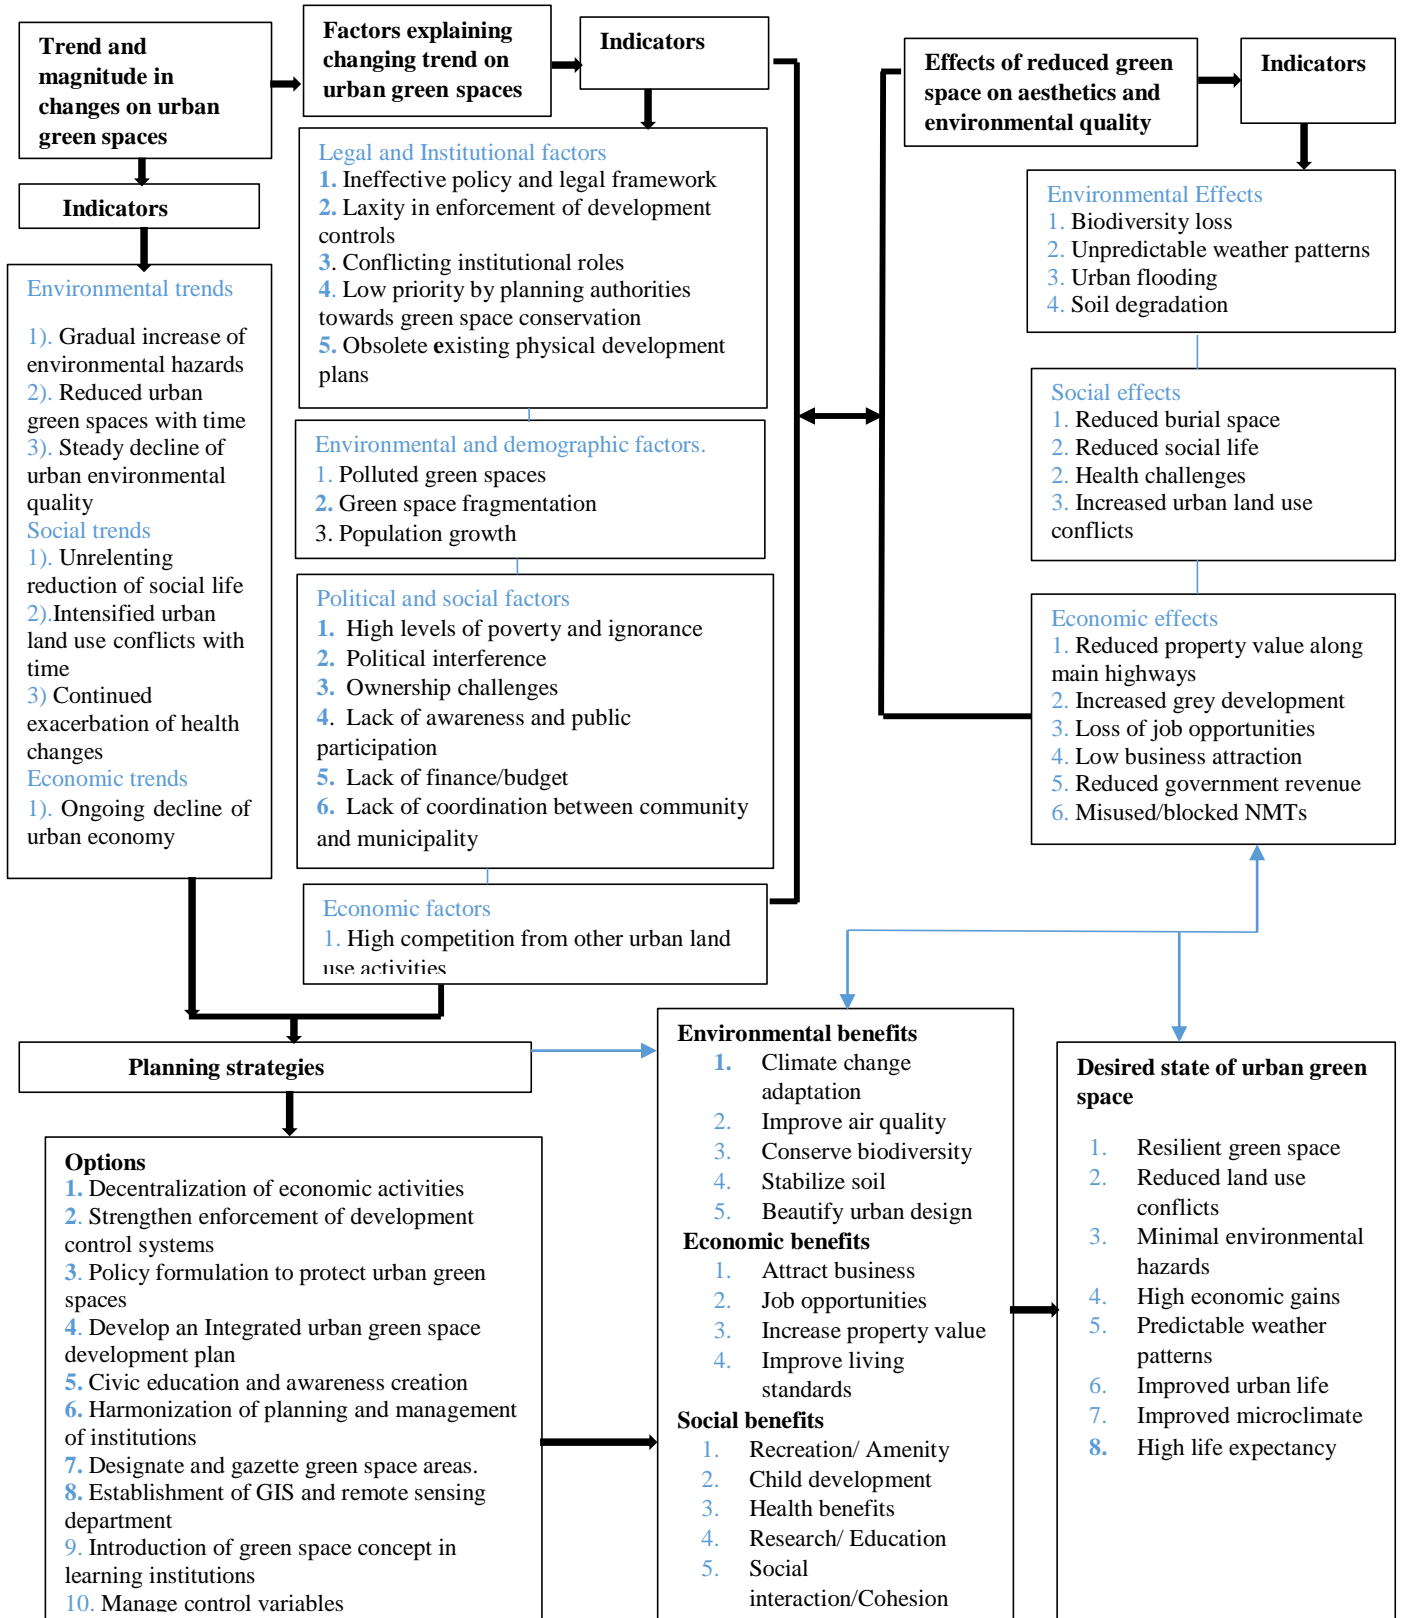 Trend and
magnitude in
changes on urban
green spaces
Factors explaining
changing trend on
urban green spaces
Indicators
Effects of reduced green
space on aesthetics and
environmental quality
Indicators
Indicators
Environmental trends
1). Gradual increase of
environmental hazards
2). Reduced urban
green spaces with time
3). Steady decline of
urban environmental
quality
Social trends
1). Unrelenting
reduction of social life
2).Intensified urban
land use conflicts with
time
3) Continued
exacerbation of health
changes
Economic trends
1). Ongoing decline of
urban economy
Legal and Institutional factors
1. Ineffective policy and legal framework
2. Laxity in enforcement of development
controls
3. Conflicting institutional roles
4. Low priority by planning authorities
towards green space conservation
5. Obsolete existing physical development
plans
Environmental and demographic factors.
1. Polluted green spaces
2. Green space fragmentation
3. Population growth
Political and social factors
1. High levels of poverty and ignorance
2. Political interference
3. Ownership challenges
4. Lack of awareness and public
participation
5. Lack of finance/budget
6. Lack of coordination between community
and municipality
Economic factors
1. High competition from other urban land
use activities
Environmental Effects
1. Biodiversity loss
2. Unpredictable weather patterns
3. Urban flooding
4. Soil degradation
Social effects
1. Reduced burial space
2. Reduced social life
2. Health challenges
3. Increased urban land use
conflicts
Economic effects
1. Reduced property value along
main highways
2. Increased grey development
3. Loss of job opportunities
4. Low business attraction
5. Reduced government revenue
6. Misused/blocked NMTs
Planning strategies
Options
1. Decentralization of economic activities
2. Strengthen enforcement of development
control systems
3. Policy formulation to protect urban green
spaces
4. Develop an Integrated urban green space
development plan
5. Civic education and awareness creation
6. Harmonization of planning and management
of institutions
7. Designate and gazette green space areas.
8. Establishment of GIS and remote sensing
department
9. Introduction of green space concept in
learning institutions
10. Manage control variables
Environmental benefits
1. Climate change
adaptation
2. Improve air quality
3. Conserve biodiversity
4. Stabilize soil
5. Beautify urban design
Economic benefits
1. Attract business
2. Job opportunities
3. Increase property value
4. Improve living
standards
Social benefits
1. Recreation/ Amenity
2. Child development
3. Health benefits
4. Research/ Education
5. Social
interaction/Cohesion
Desired state of urban green
space
1. Resilient green space
2. Reduced land use
conflicts
3. Minimal environmental
hazards
4. High economic gains
5. Predictable weather
patterns
6. Improved urban life
7. Improved microclimate
8. High life expectancy